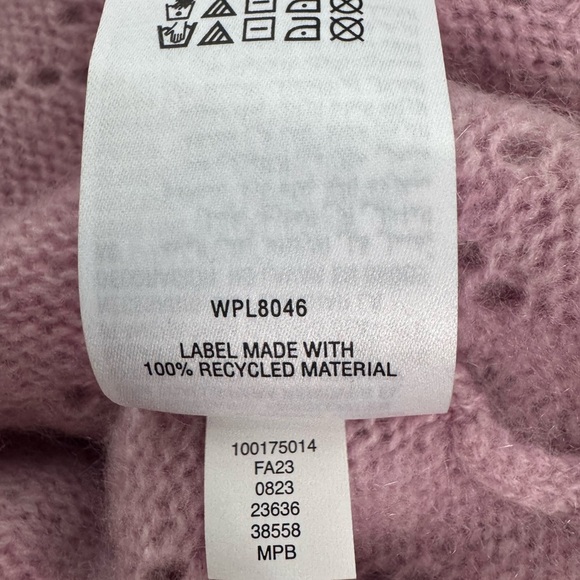 WPL8046
LABEL MADE WITH
100% RECYCLED MATERIAL
100175014
FA23
0823
23636
38558
MPB